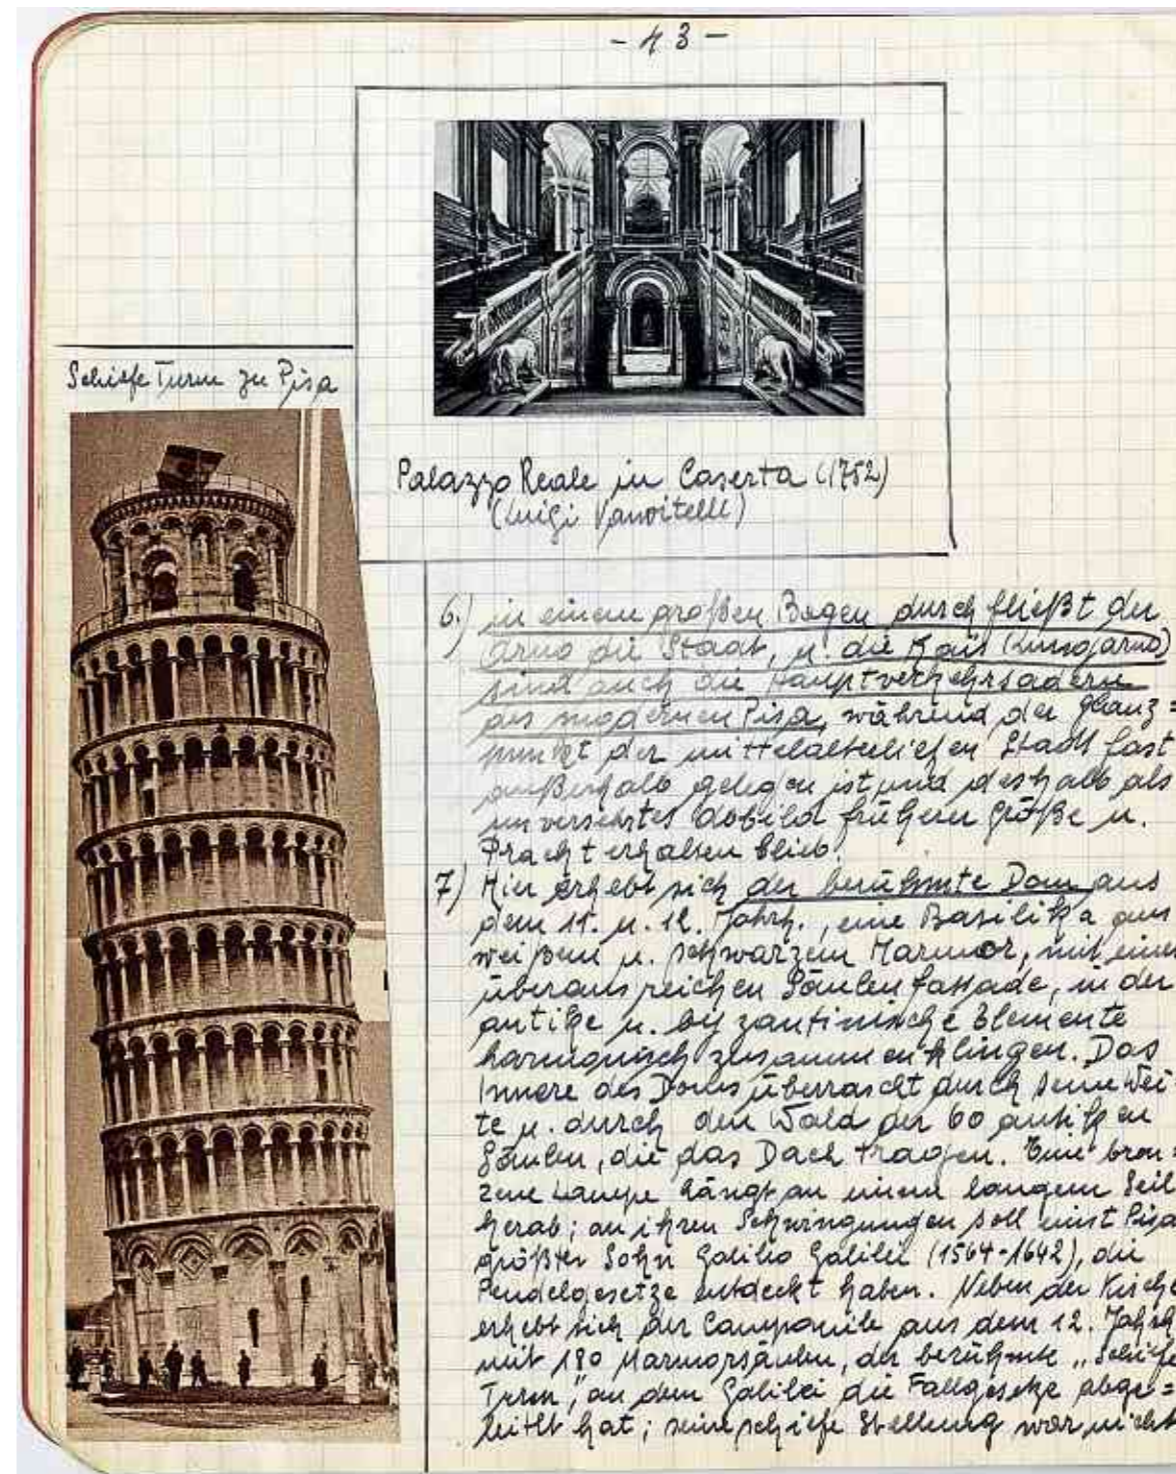 - 43 -
Schiefe Turm zu Pisa
Palazzo Reale in Caserta (1752)
(Luigi Vanvitelli)
6.) in einem großen Bogen durchfließt der
Arno die Stadt, u. die Kais (Lungarno)
sind auch die Hauptverkehrsadern
des modernen Pisa, während der Glanz=
punkt der mittelalterlichen Stadt fast
außerhalb gelegen ist und deshalb als
unversehrtes Abbild früherer Größe u.
Pracht erhalten blieb.
7) Hier erhebt sich der berühmte Dom aus
dem 11. u. 12. Jahrh., eine Basilika aus
weißem u. schwarzem Marmor, mit einer
überaus reichen Säulenfassade, in der
antike u. byzantinische Elemente
harmonisch zusammenklingen. Das
Innere des Doms überrascht durch seine Wei
te u. durch den Wald der 60 antiken
Säulen, die das Dach tragen. Eine bron=
zene Lampe hängt an einem langem Seil
herab; an ihren Schwingungen soll einst Pisa
größter Sohn Galileo Galilei (1564-1642), die
Pendelgesetze entdeckt haben. Neben der Kirche
erhebt sich der Campanile aus dem 12. Jahrh
mit 180 Marmorsäulen, der berühmte „Schiefe
Turm", an dem Galilei die Fallgesetze abge=
leitet hat; seine schiefe Stellung war nicht